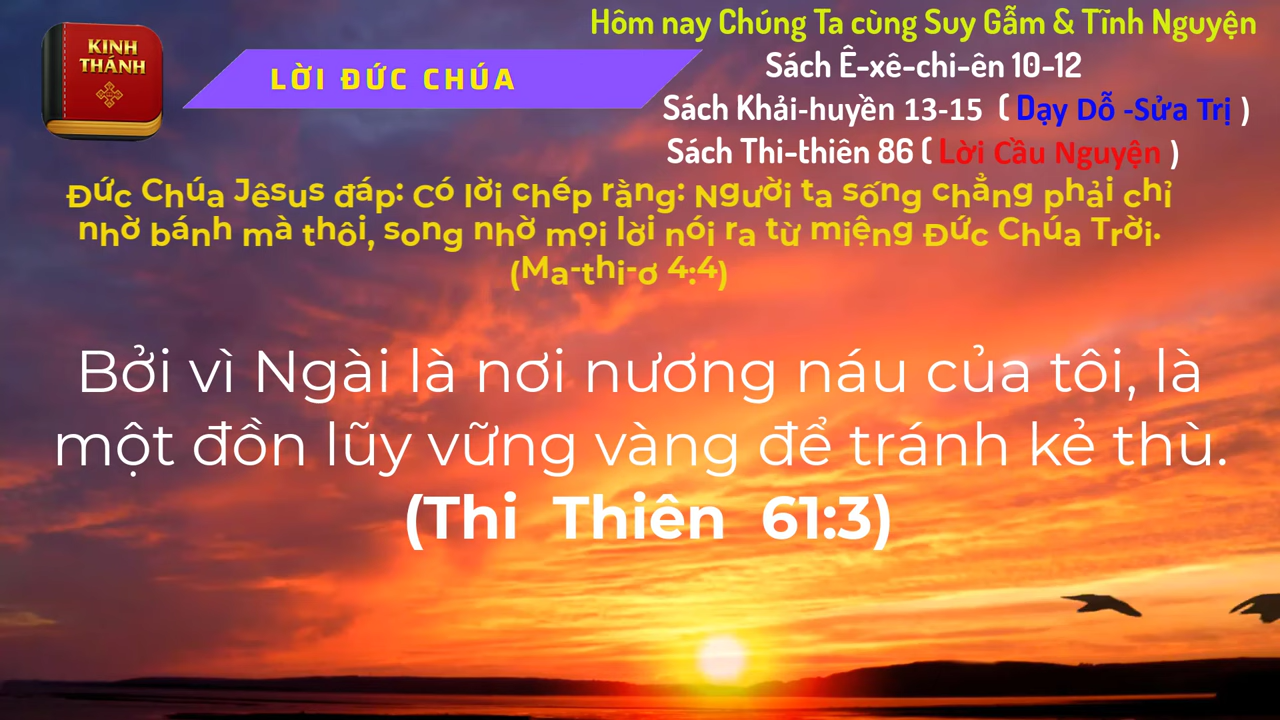 KINH
THÁNH
LỜI ĐỨC CHÚA
Hôm nay Chúng Ta cùng Suy Gẫm & Tĩnh Nguyện
Sách Ê-xê-chi-ên 10-12
Sách Khải-huyền 13-15 ( Dạy Dỗ -Sửa Trị )
Sách Thi-thiên 86 ( Lời Cầu Nguyện )
Đức Chúa Jêsus đáp: Có lời chép rằng: Người ta sống chẳng phải chỉ
nhờ bánh mà thôi, song nhờ mọi lời nói ra từ miệng Đức Chúa Trời.
(Ma-thi-ơ 4:4)
Bởi vì Ngài là nơi nương náu của tôi, là
một đồn lũy vững vàng để tránh kẻ thù.
(Thi Thiên 61:3)